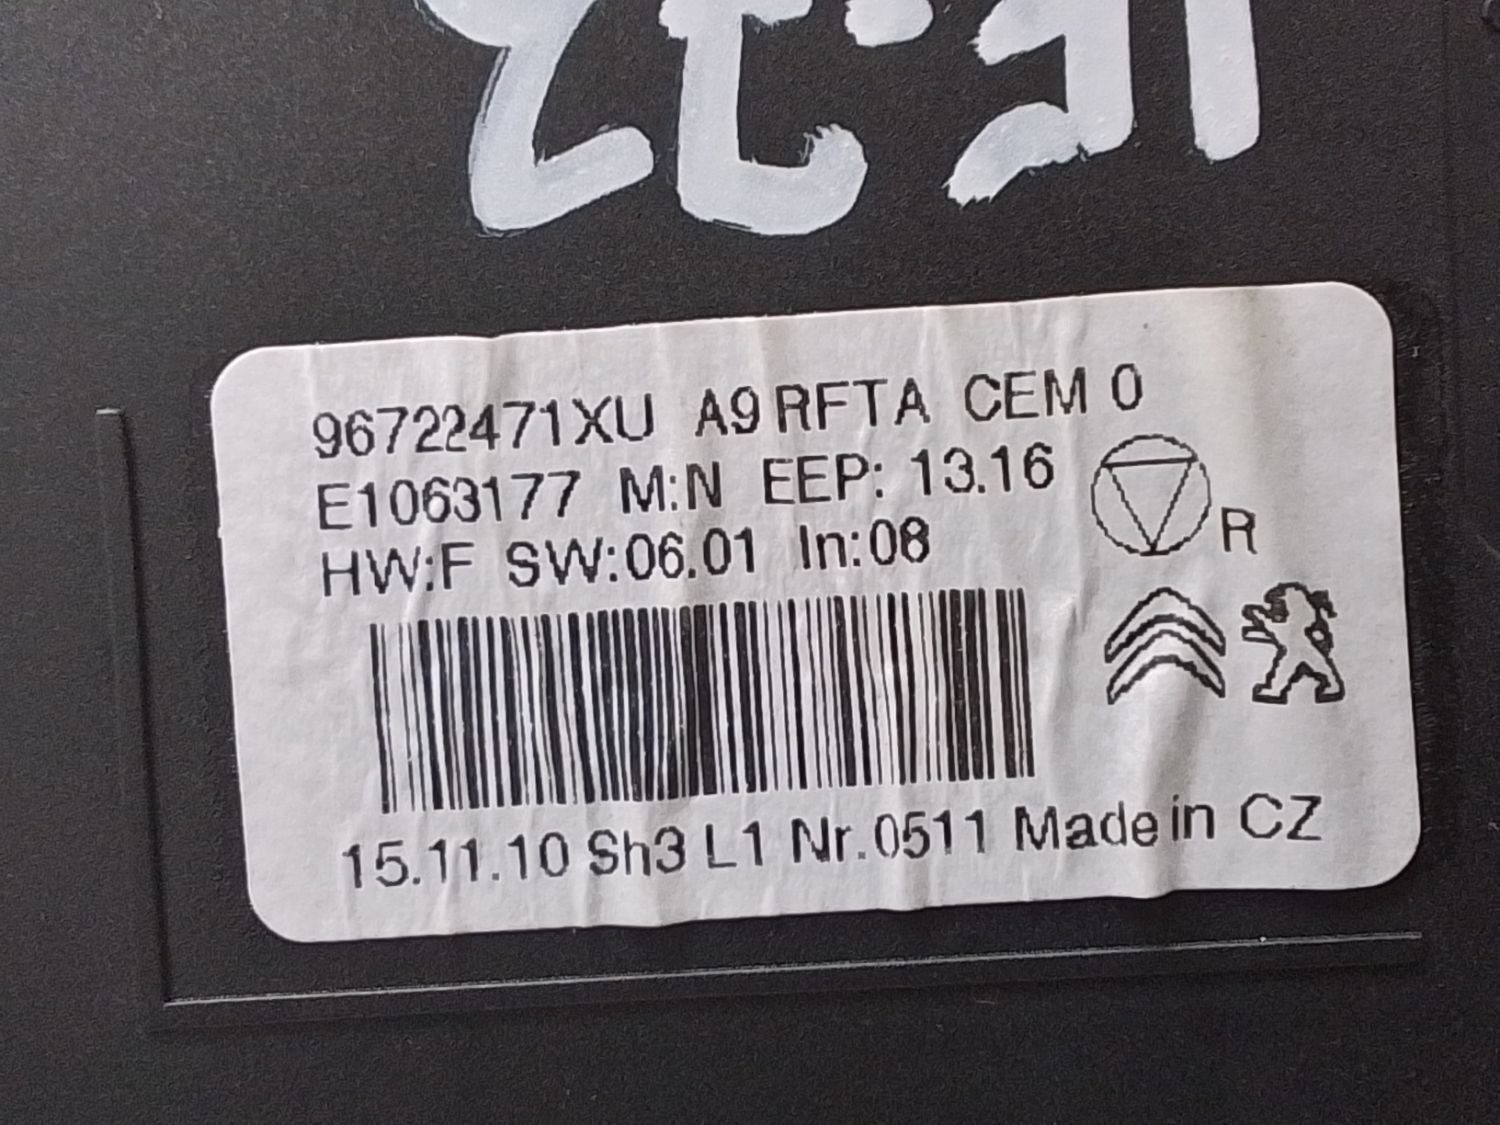 96722471XU A9 RFTA CEM 0
E1063177 M:N EEP: 13.16
HW:F SW:06.01 In:08
R
15.11.10 Sh3 L1 Nr.0511 Made in CZ